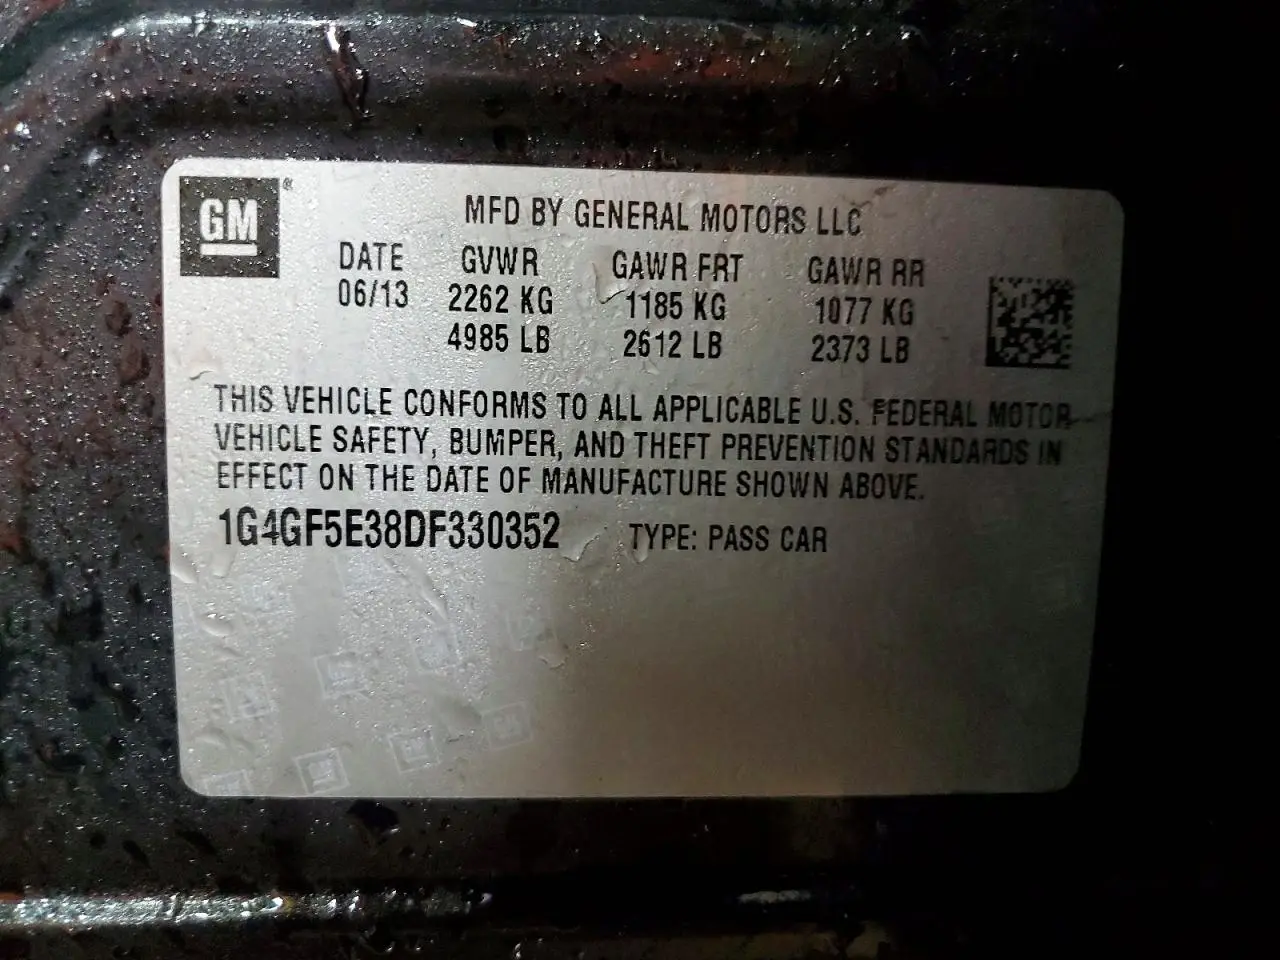 GM ®
MFD BY GENERAL MOTORS LLC
DATE GVWR GAWR FRT GAWR RR
06/13 2262 KG 1185 KG 1077 KG
4985 LB 2612 LB 2373 LB
THIS VEHICLE CONFORMS TO ALL APPLICABLE U.S. FEDERAL MOTOR
VEHICLE SAFETY, BUMPER, AND THEFT PREVENTION STANDARDS IN
EFFECT ON THE DATE OF MANUFACTURE SHOWN ABOVE.
1G4GF5E38DF330352 TYPE: PASS CAR